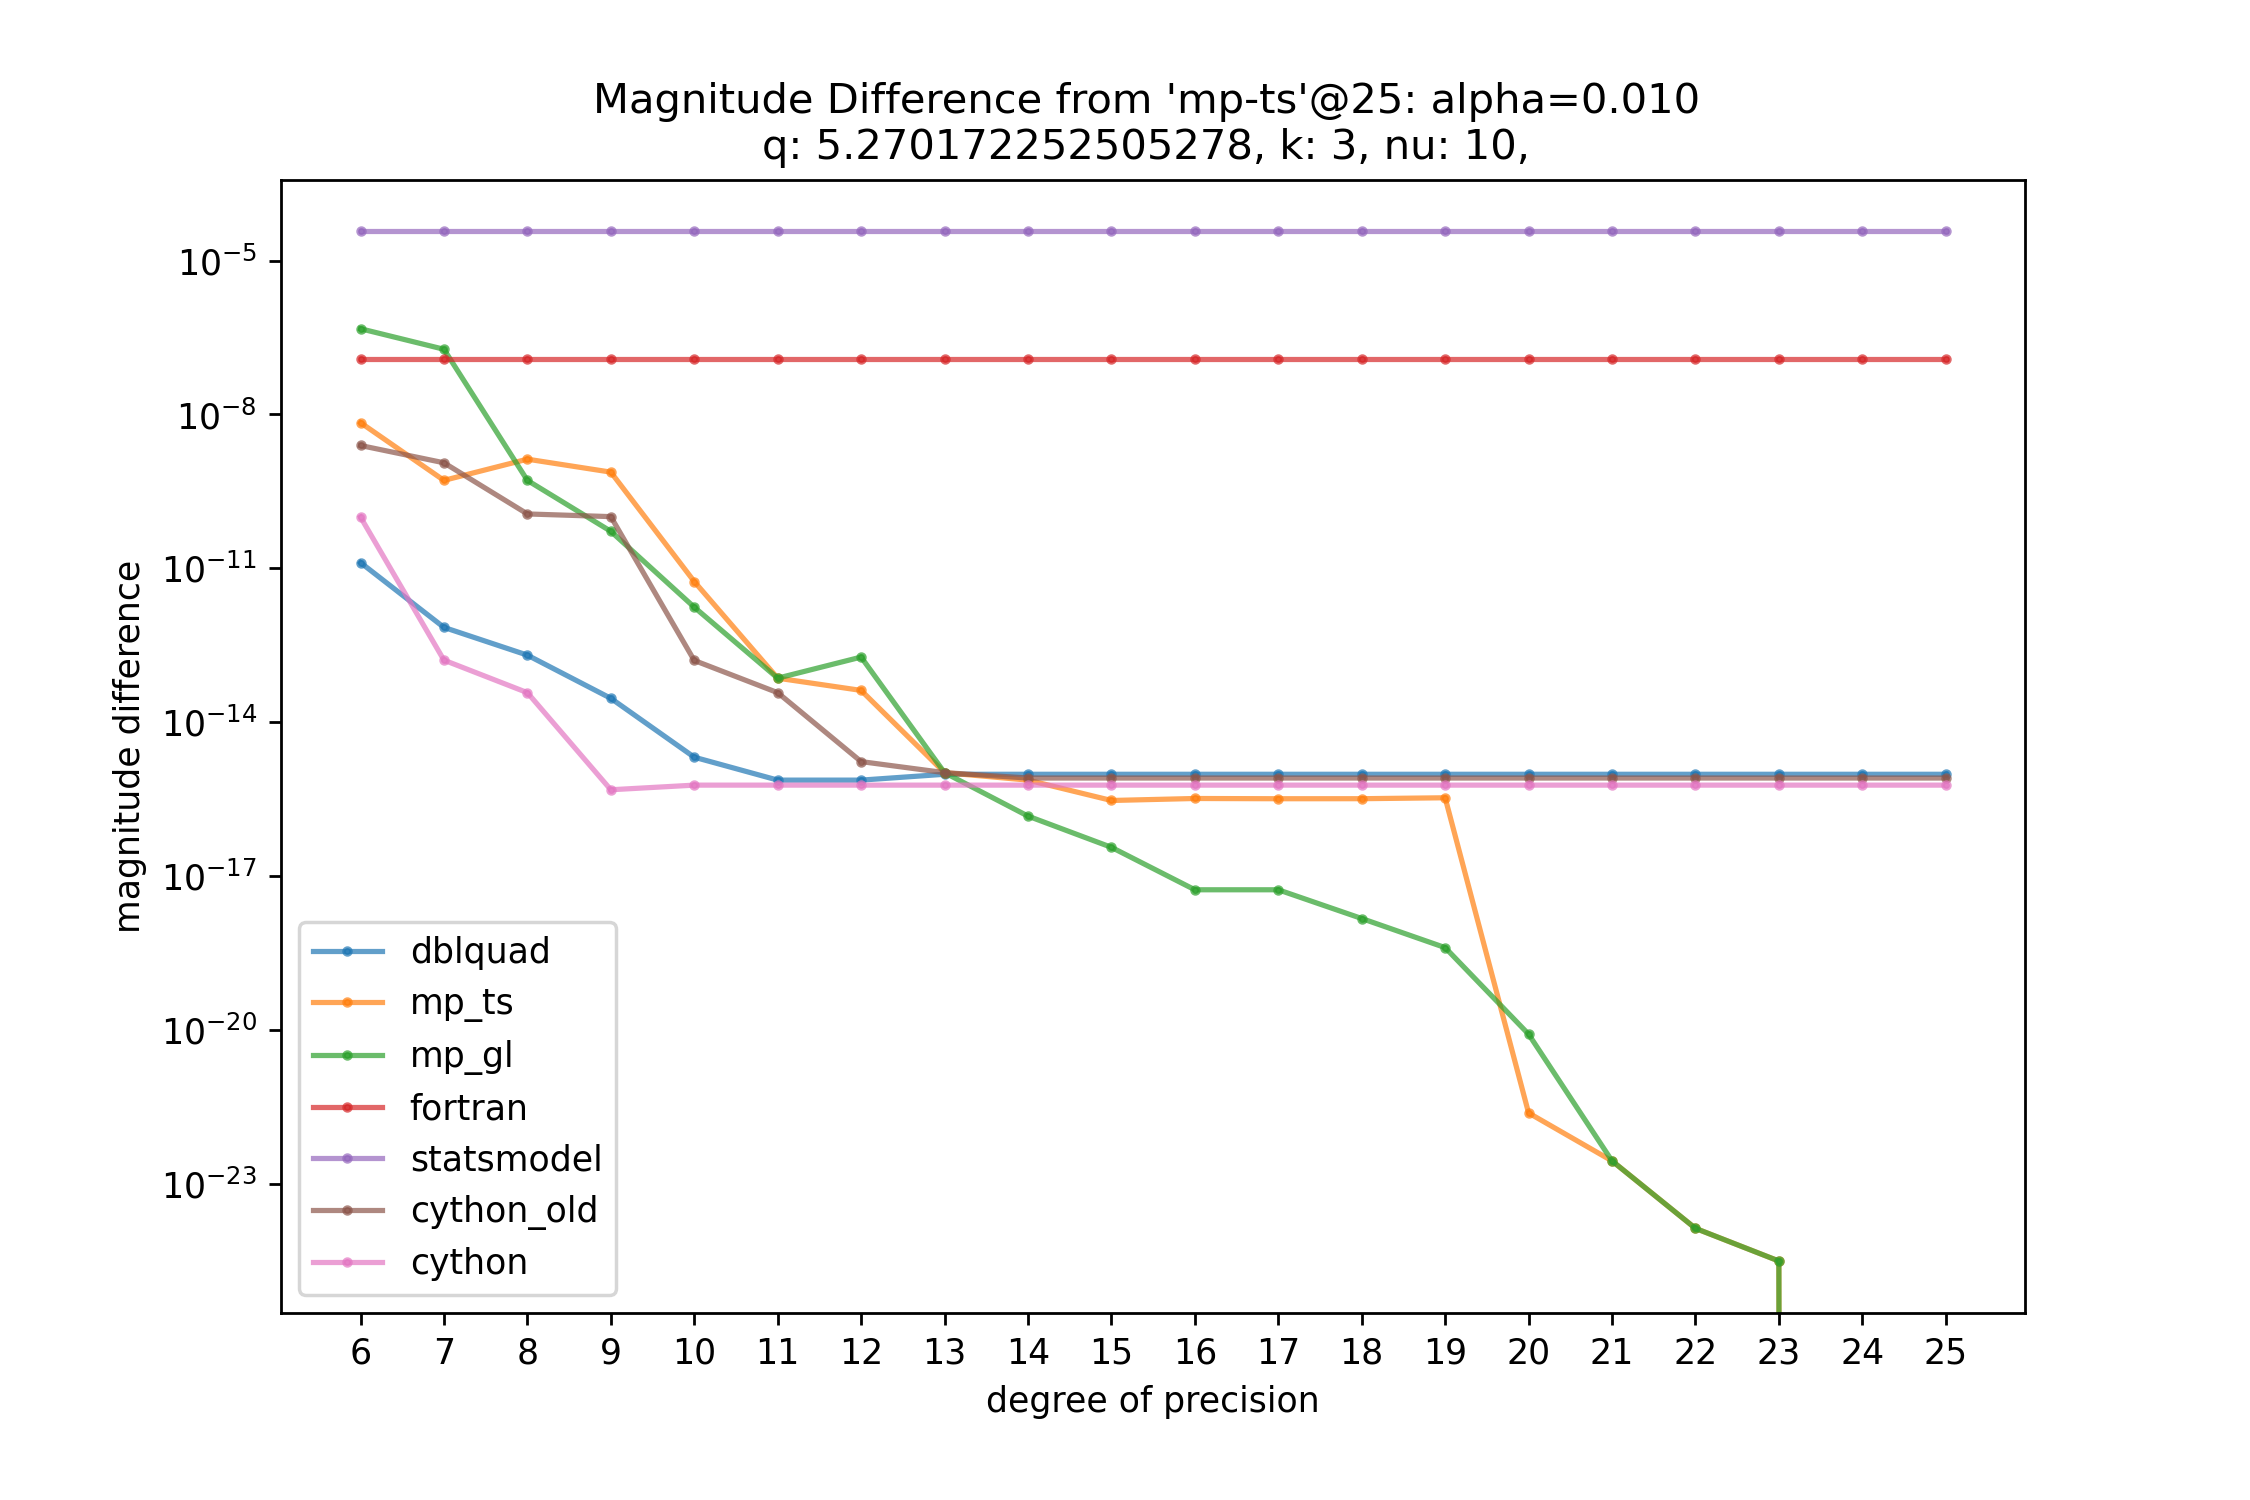 Magnitude Difference from 'mp-ts'@25: alpha=0.010
q: 5.270172252505278, k: 3, nu: 10,
magnitude difference
10⁻⁵
10⁻⁸
10⁻¹¹
10⁻¹⁴
10⁻¹⁷
10⁻²⁰
10⁻²³
dblquad
mp_ts
mp_gl
fortran
statsmodel
cython_old
cython
6 7 8 9 10 11 12 13 14 15 16 17 18 19 20 21 22 23 24 25
degree of precision